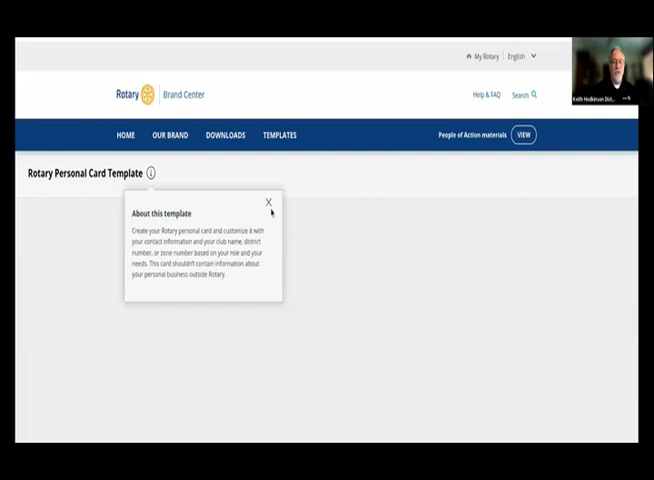 My Rotary
English
Rotary
Brand Center
Help & FAQ
Search
HOME
OUR BRAND
DOWNLOADS
TEMPLATES
People of Action materials
VIEW
Rotary Personal Card Template
About this template
Create your Rotary personal card and customize it with
your contact information and your club name, district
number, or zone number based on your role and your
needs. This card shouldn't contain information about
your personal business outside Rotary.
Keith Hodkinson Dist...